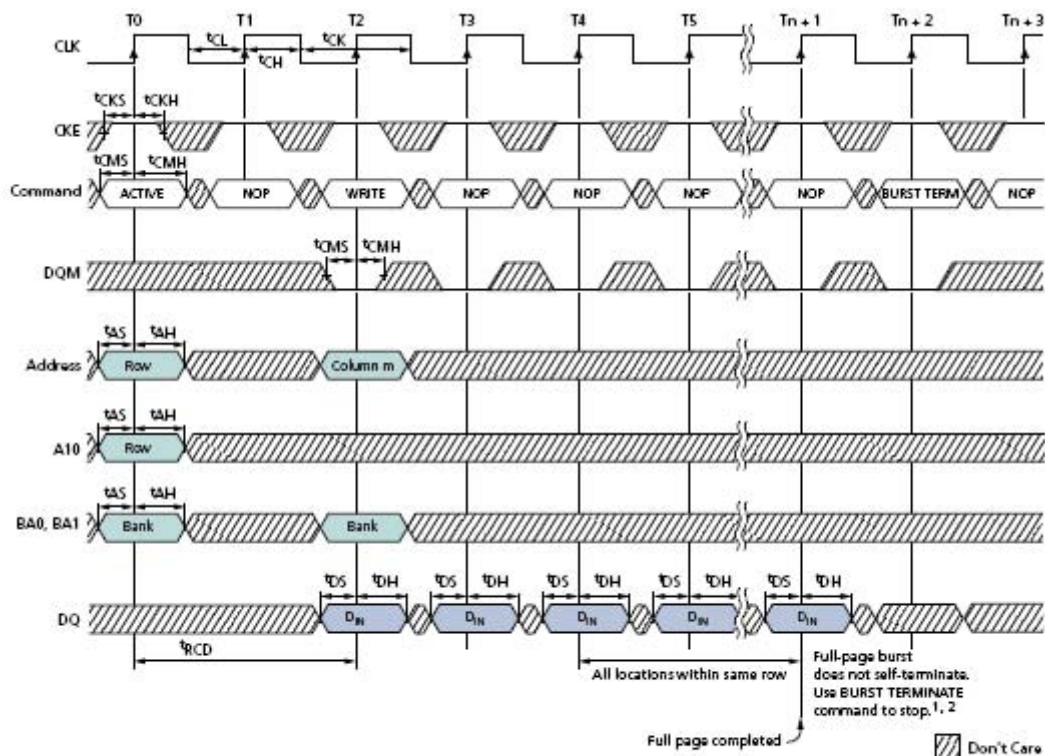 T0 T1 T2 T3 T4 T5 Tn + 1 Tn + 2 Tn + 3
CLK
tCL tCK
tCH
tCKS tCKH
CKE
tCMS tCMH
Command ACTIVE NOP WRITE NOP NOP NOP NOP BURST TERM NOP
tCMS tCMH
DQM
tAS tAH
Address Row Column m
tAS tAH
A10 Row
tAS tAH
BA0, BA1 Bank Bank
tDS tDH tDS tDH tDS tDH tDS tDH tDS tDH
DQ DIN DIN DIN DIN DIN
tRCD
All locations within same row
Full-page burst
does not self-terminate.
Use BURST TERMINATE
command to stop.1, 2
Full page completed
Don't Care